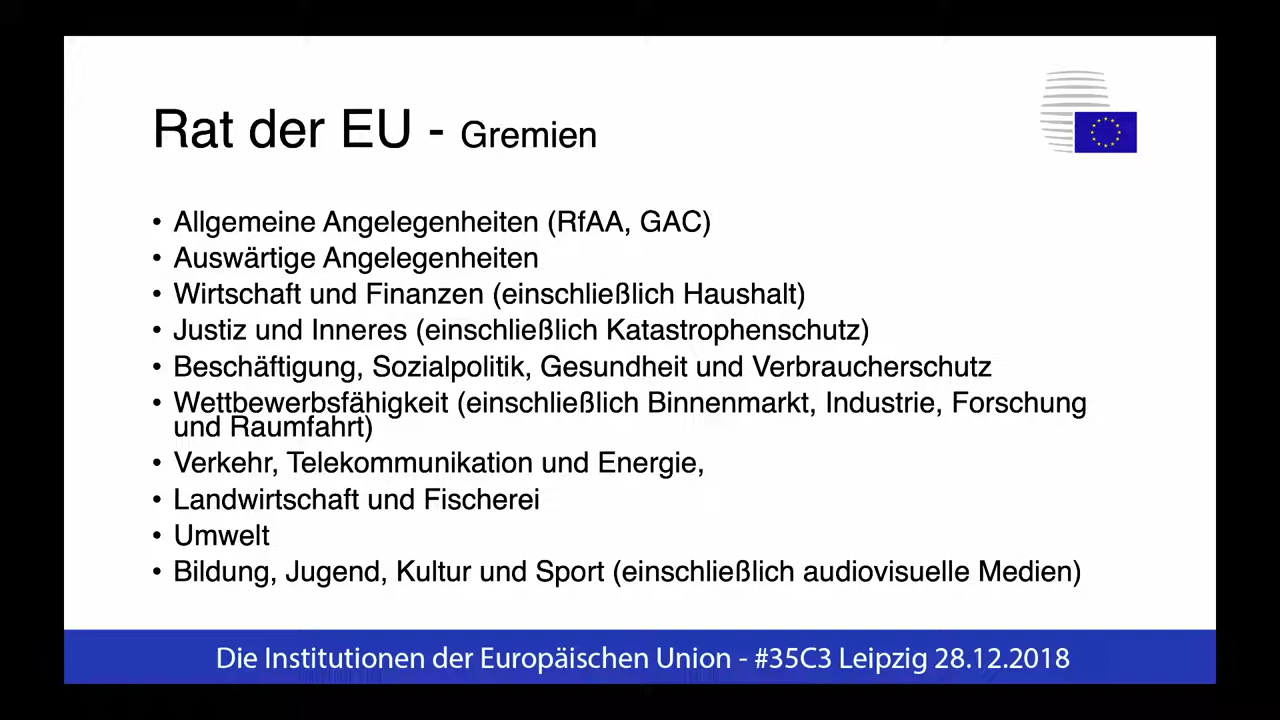 Rat der EU - Gremien
• Allgemeine Angelegenheiten (RfAA, GAC)
• Auswärtige Angelegenheiten
• Wirtschaft und Finanzen (einschließlich Haushalt)
• Justiz und Inneres (einschließlich Katastrophenschutz)
• Beschäftigung, Sozialpolitik, Gesundheit und Verbraucherschutz
• Wettbewerbsfähigkeit (einschließlich Binnenmarkt, Industrie, Forschung
und Raumfahrt)
• Verkehr, Telekommunikation und Energie,
• Landwirtschaft und Fischerei
• Umwelt
• Bildung, Jugend, Kultur und Sport (einschließlich audiovisuelle Medien)
Die Institutionen der Europäischen Union - #35C3 Leipzig 28.12.2018